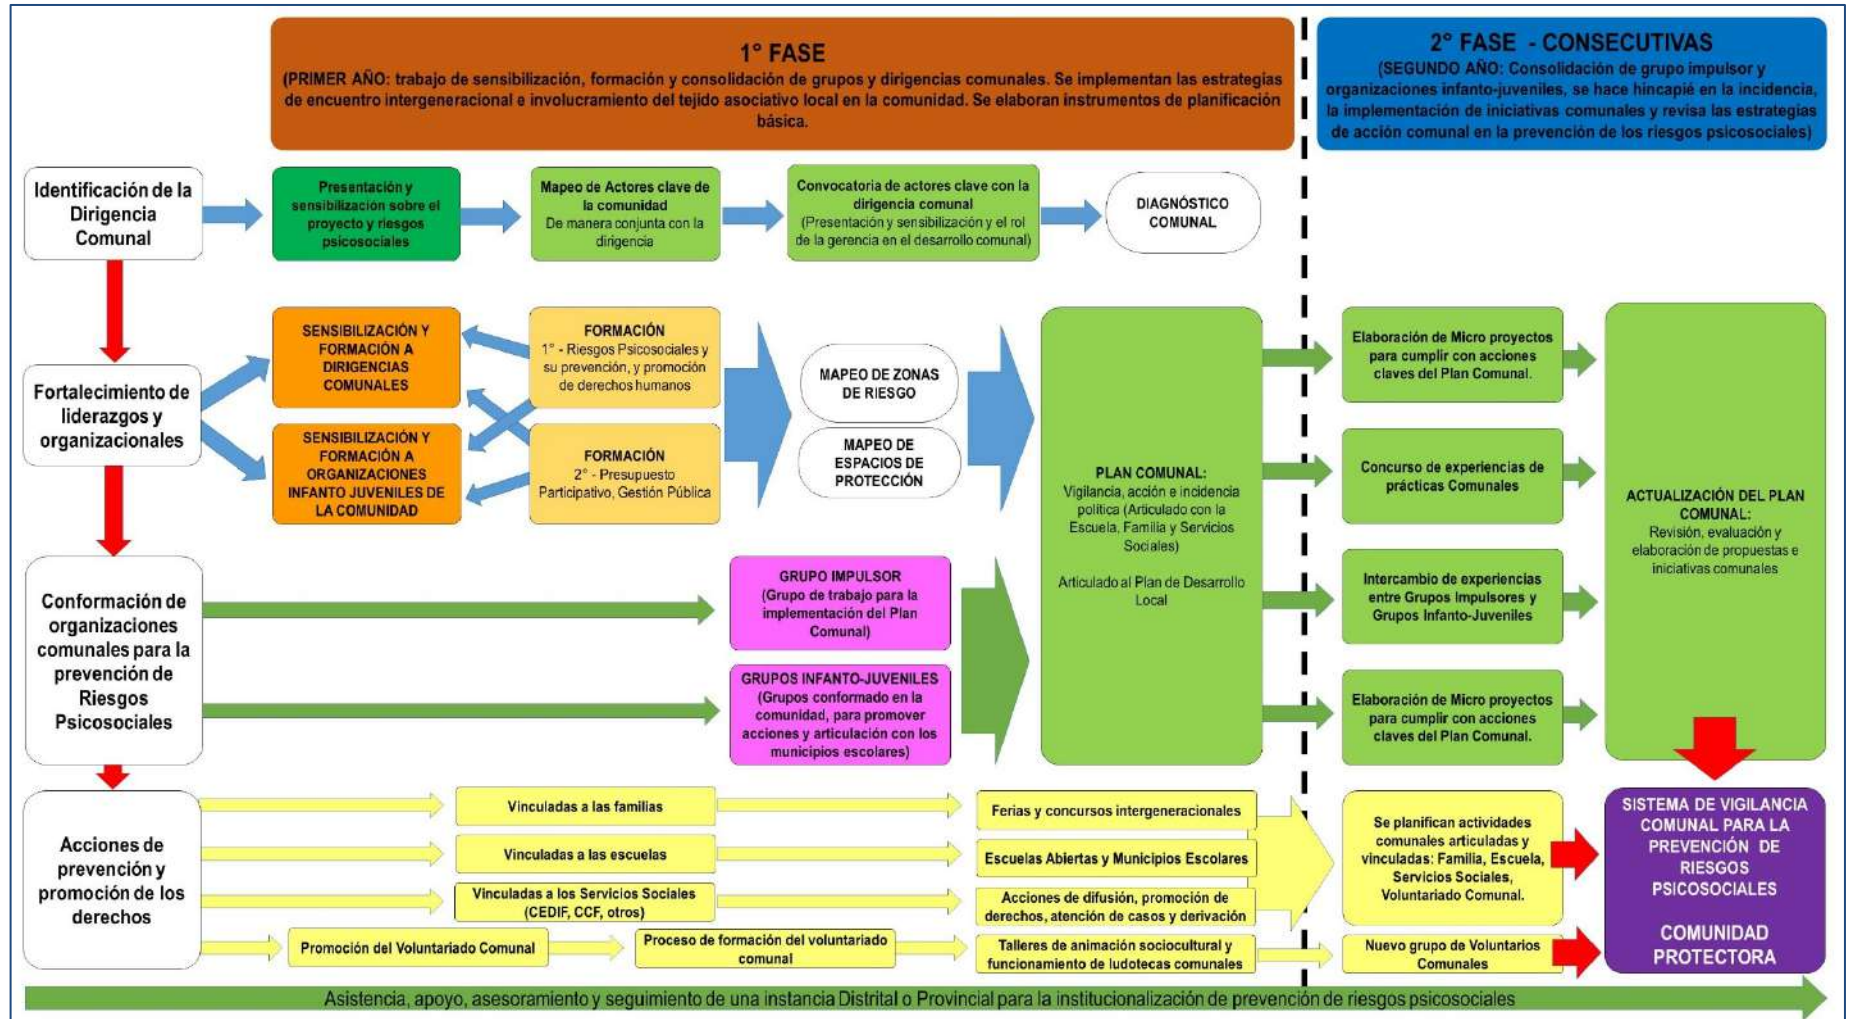 1° FASE
(PRIMER AÑO: trabajo de sensibilización, formación y consolidación de grupos y dirigencias comunales. Se implementan las estrategias
de encuentro intergeneracional e involucramiento del tejido asociativo local en la comunidad. Se elaboran instrumentos de planificación
básica.
2° FASE - CONSECUTIVAS
(SEGUNDO AÑO: Consolidación de grupo impulsor y
organizaciones infanto-juveniles, se hace hincapié en la incidencia,
la implementación de iniciativas comunales y revisa las estrategias
de acción comunal en la prevención de los riesgos psicosociales)
Identificación de la
Dirigencia
Comunal
Presentación y
sensibilización sobre el
proyecto y riesgos
psicosociales
Mapeo de Actores clave de
la comunidad
De manera conjunta con la
dirigencia
Convocatoria de actores clave con la
dirigencia comunal
(Presentación y sensibilización y el rol
de la gerencia en el desarrollo comunal)
DIAGNÓSTICO
COMUNAL
Fortalecimiento de
liderazgos y
organizacionales
SENSIBILIZACIÓN Y
FORMACIÓN A
DIRIGENCIAS
COMUNALES
SENSIBILIZACIÓN Y
FORMACIÓN A
ORGANIZACIONES
INFANTO JUVENILES DE
LA COMUNIDAD
FORMACIÓN
1° - Riesgos Psicosociales y
su prevención, y promoción
de derechos humanos
FORMACIÓN
2° - Presupuesto
Participativo, Gestión Pública
MAPEO DE ZONAS
DE RIESGO
MAPEO DE
ESPACIOS DE
PROTECCIÓN
PLAN COMUNAL:
Vigilancia, acción e incidencia
política (Articulado con la
Escuela, Familia y Servicios
Sociales)
Articulado al Plan de Desarrollo
Local
Elaboración de Micro proyectos
para cumplir con acciones
claves del Plan Comunal.
Concurso de experiencias de
prácticas Comunales
Intercambio de experiencias
entre Grupos Impulsores y
Grupos Infanto-Juveniles
Elaboración de Micro proyectos
para cumplir con acciones
claves del Plan Comunal.
ACTUALIZACIÓN DEL PLAN
COMUNAL:
Revisión, evaluación y
elaboración de propuestas e
iniciativas comunales
Conformación de
organizaciones
comunales para la
prevención de
Riesgos
Psicosociales
GRUPO IMPULSOR
(Grupo de trabajo para la
implementación del Plan
Comunal)
GRUPOS INFANTO-JUVENILES
(Grupos conformado en la
comunidad, para promover
acciones y articulación con los
municipios escolares)
Acciones de
prevención y
promoción de los
derechos
Vinculadas a las familias
Ferias y concursos intergeneracionales
Vinculadas a las escuelas
Escuelas Abiertas y Municipios Escolares
Vinculadas a los Servicios Sociales
(CEDIF, CCF, otros)
Acciones de difusión, promoción de
derechos, atención de casos y derivación
Promoción del Voluntariado Comunal
Proceso de formación del voluntariado
comunal
Talleres de animación sociocultural y
funcionamiento de ludotecas comunales
Se planifican actividades
comunales articuladas y
vinculadas: Familia, Escuela,
Servicios Sociales,
Voluntariado Comunal.
Nuevo grupo de Voluntarios
Comunales
SISTEMA DE VIGILANCIA
COMUNAL PARA LA
PREVENCIÓN DE
RIESGOS
PSICOSOCIALES
COMUNIDAD
PROTECTORA
Asistencia, apoyo, asesoramiento y seguimiento de una instancia Distrital o Provincial para la institucionalización de prevención de riesgos psicosociales